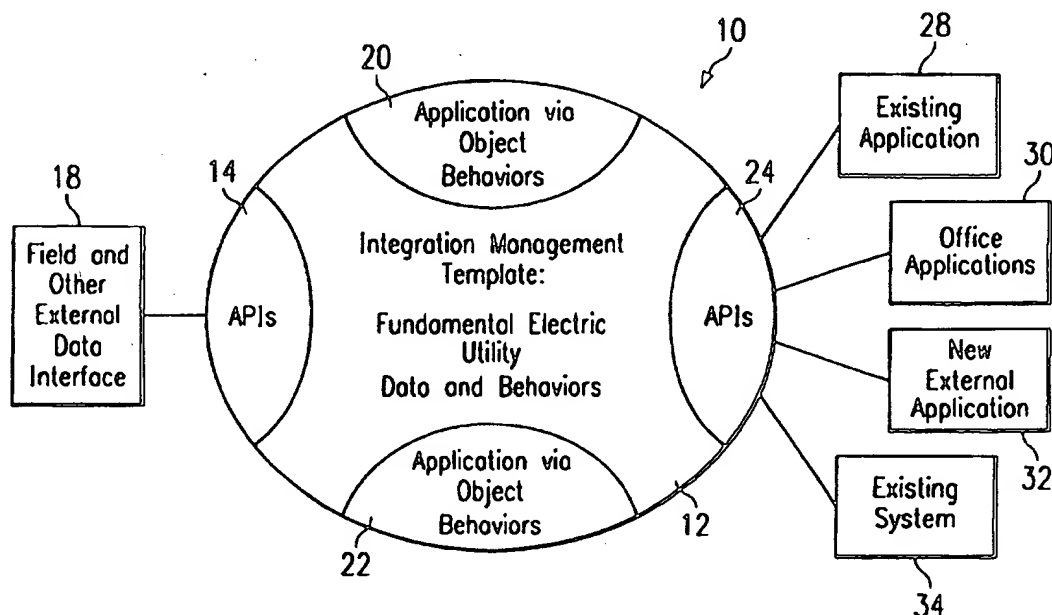 10
20
Application via
Object
Behaviors
28
Existing
Application
18
Field and
Other
External
Data
Interface
14
APIs
Integration Management
Template:
Fundamental Electric
Utility
Data and Behaviors
24
APIs
30
Office
Applications
New
External
Application
32
Application via
Object
Behaviors
22
12
Existing
System
34